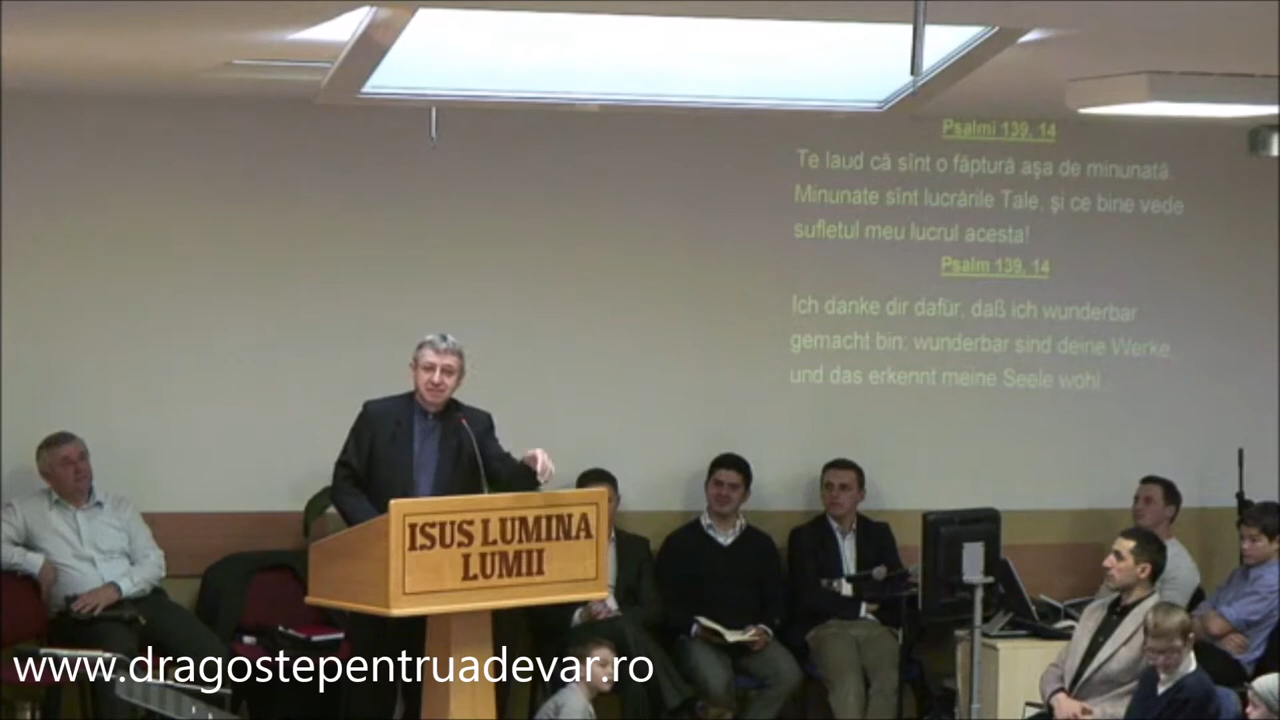 Psalmi 139, 14
Te laud că sînt o făptură așa de minunată.
Minunate sînt lucrările Tale, și ce bine vede
sufletul meu lucrul acesta!
Psalm 139, 14
Ich danke dir dafür, daß ich wunderbar
gemacht bin: wunderbar sind deine Werke
und das erkennt meine Seele wohl.
ISUS LUMINA
LUMII
www.dragostepentruadevar.ro